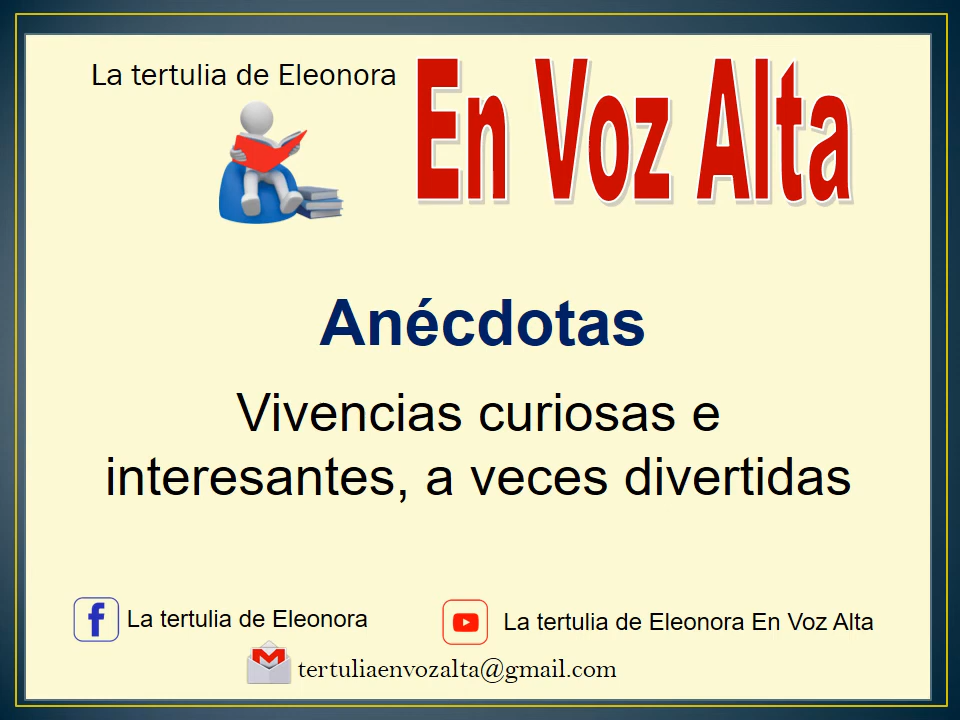 La tertulia de Eleonora
En Voz Alta
Anécdotas
Vivencias curiosas e
interesantes, a veces divertidas
La tertulia de Eleonora
La tertulia de Eleonora En Voz Alta
tertuliaenvozalta@gmail.com